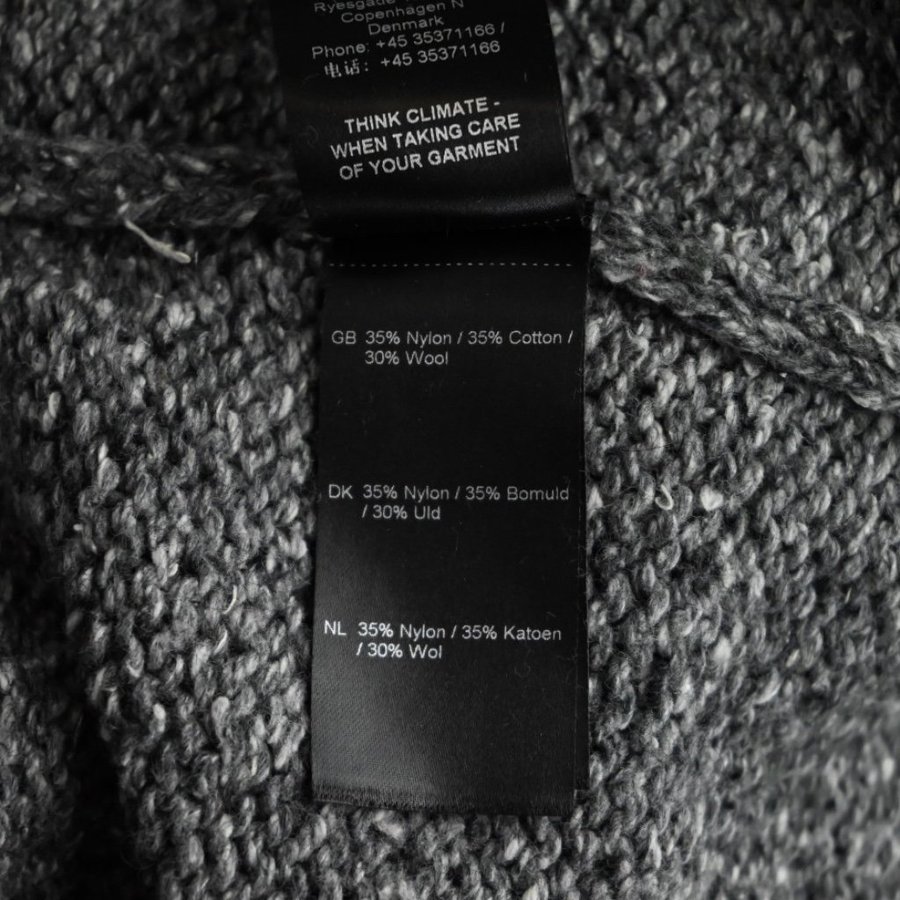 Ryesgade
Copenhagen N
Denmark
Phone: +45 35371166 /
电话: +45 35371166
THINK CLIMATE -
WHEN TAKING CARE
OF YOUR GARMENT
GB 35% Nylon / 35% Cotton /
30% Wool
DK 35% Nylon / 35% Bomuld
/ 30% Uld
NL 35% Nylon / 35% Katoen
/ 30% Wol